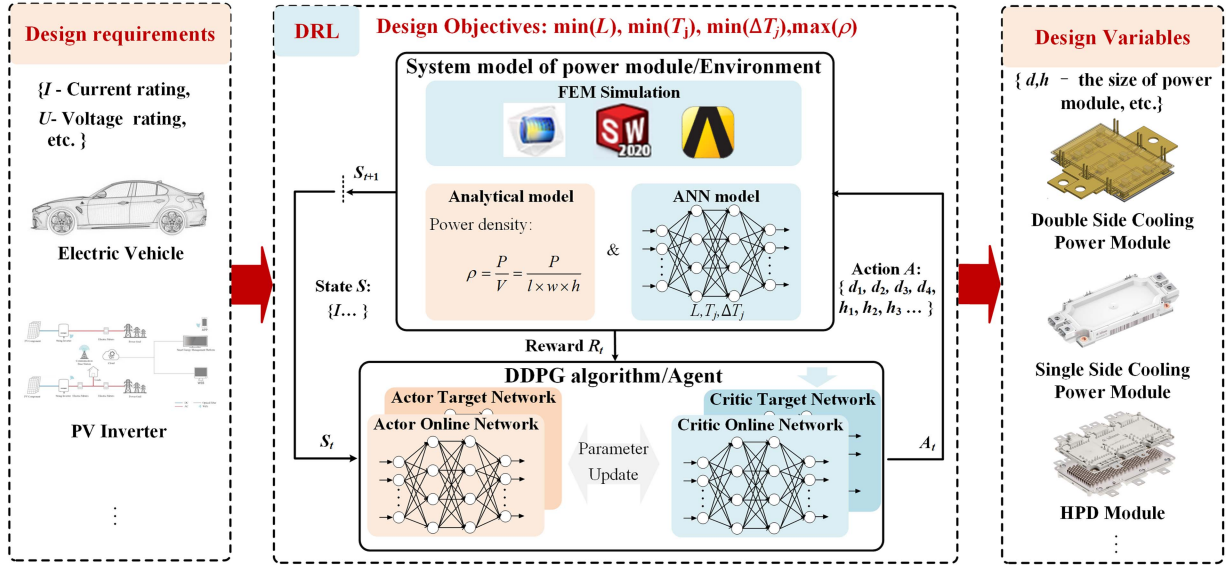 Design requirements
{I - Current rating,
U- Voltage rating,
etc. }
Electric Vehicle
PV Inverter
⋮
DRL
Design Objectives: min(L), min(Tj), min(ΔTj),max(ρ)
System model of power module/Environment
FEM Simulation
SW
2020
Analytical model
Power density:
ρ = P/V = P/(l × w × h)
&
ANN model
L,Tj,ΔTj
St+1
State S:
{I… }
St
Action A:
{ d1, d2, d3, d4,
h1, h2, h3 … }
At
Reward Rt
DDPG algorithm/Agent
Actor Target Network
Actor Online Network
Parameter
Update
Critic Target Network
Critic Online Network
Design Variables
{ d,h – the size of power
module, etc.}
Double Side Cooling
Power Module
Single Side Cooling
Power Module
HPD Module
⋮